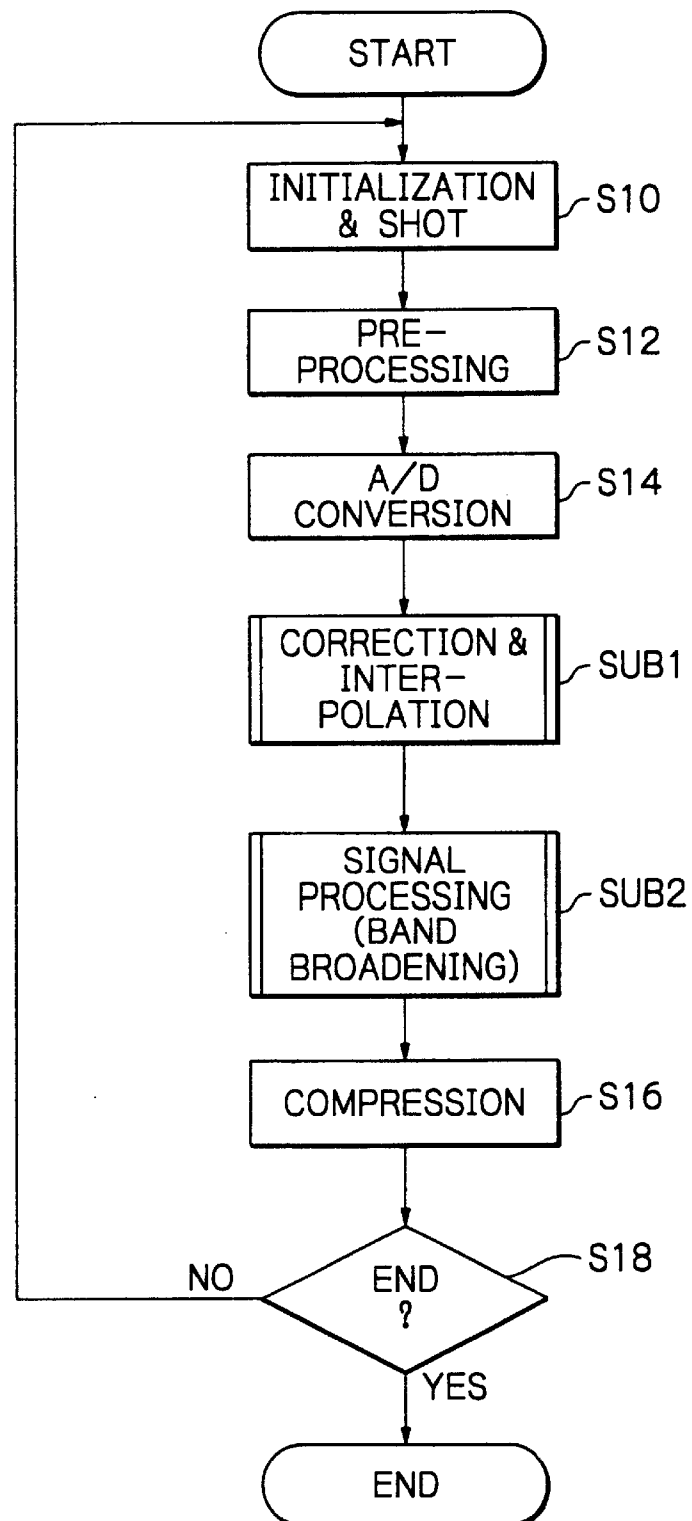 START
INITIALIZATION
& SHOT
S10
PRE-
PROCESSING
S12
A/D
CONVERSION
S14
CORRECTION &
INTER-
POLATION
SUB1
SIGNAL
PROCESSING
(BAND
BROADENING)
SUB2
COMPRESSION
S16
END
?
S18
NO
YES
END